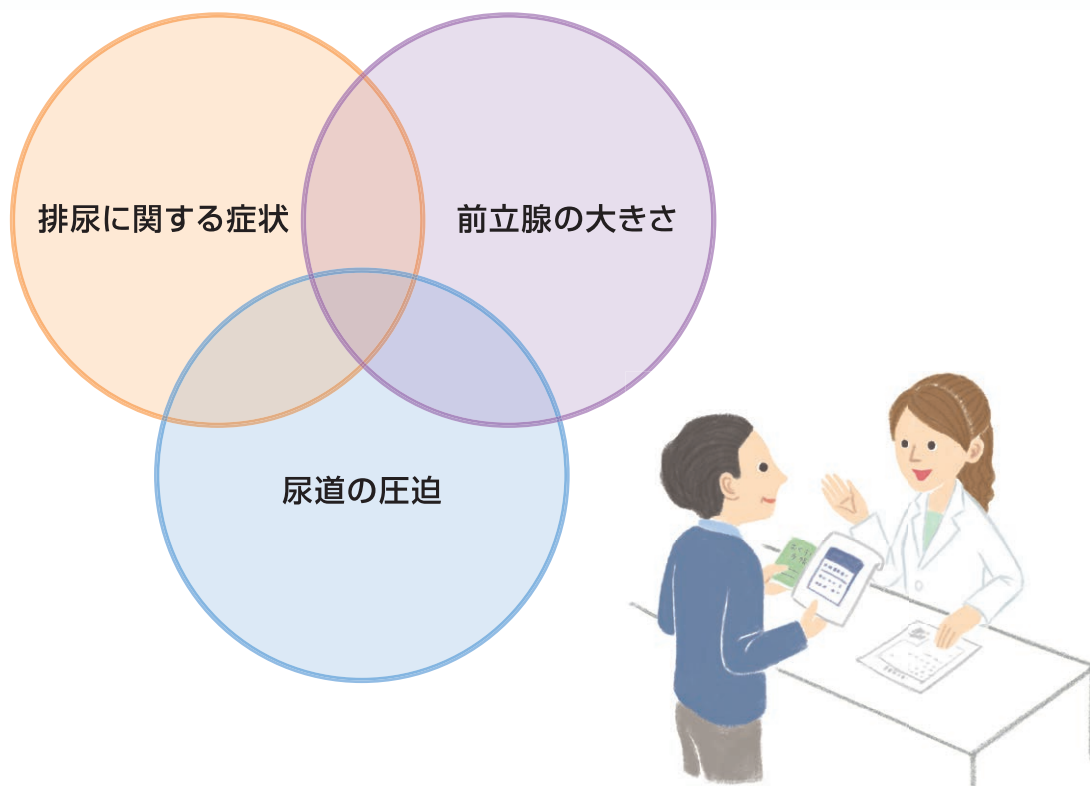 排尿に関する症状
前立腺の大きさ
尿道の圧迫